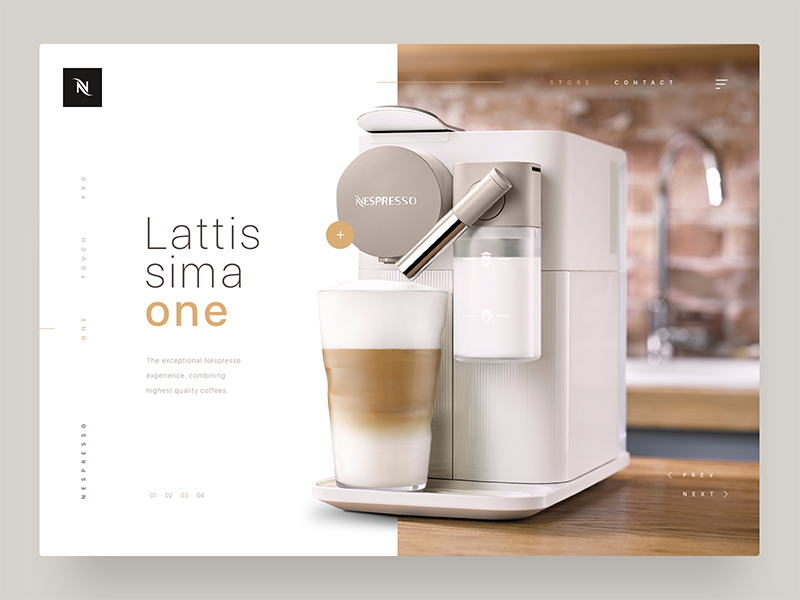 N
STORE
CONTACT
PRO
TOUCH
ONE
NESPRESSO
NESPRESSO
Lattis
sima
one
+
The exceptional Nespresso
experience, combining
highest quality coffees.
01 02 03 04
PREV
NEXT